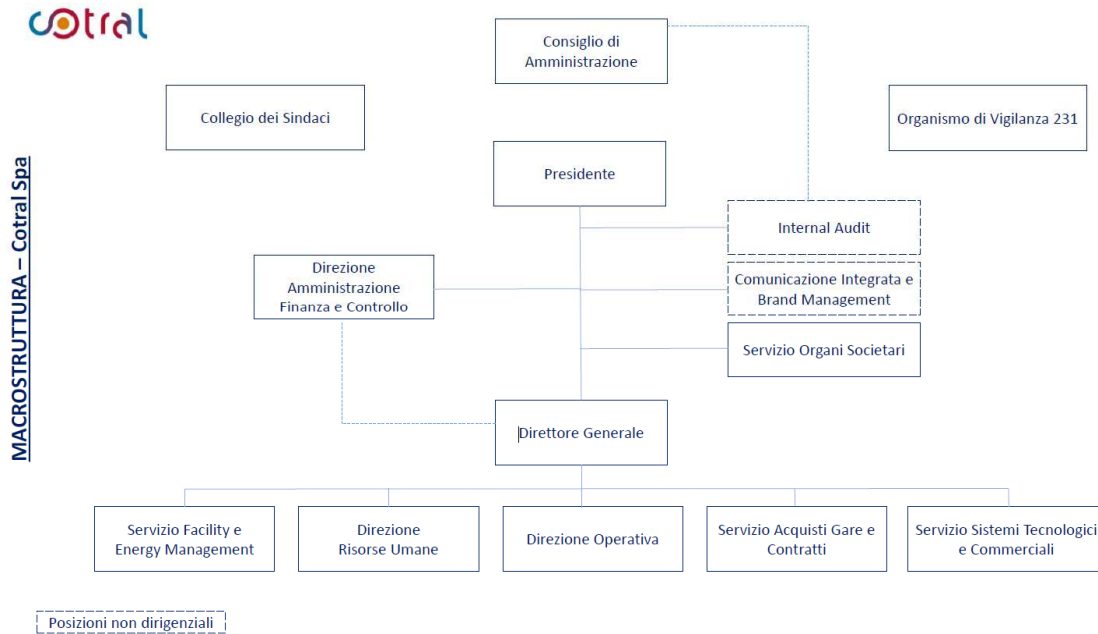 cotral
Consiglio di
Amministrazione
Collegio dei Sindaci
Organismo di Vigilanza 231
MACROSTRUTTURA – Cotral Spa
Presidente
Internal Audit
Direzione
Amministrazione
Finanza e Controllo
Comunicazione Integrata e
Brand Management
Servizio Organi Societari
Direttore Generale
Servizio Facility e
Energy Management
Direzione
Risorse Umane
Direzione Operativa
Servizio Acquisti Gare e
Contratti
Servizio Sistemi Tecnologici
e Commerciali
Posizioni non dirigenziali